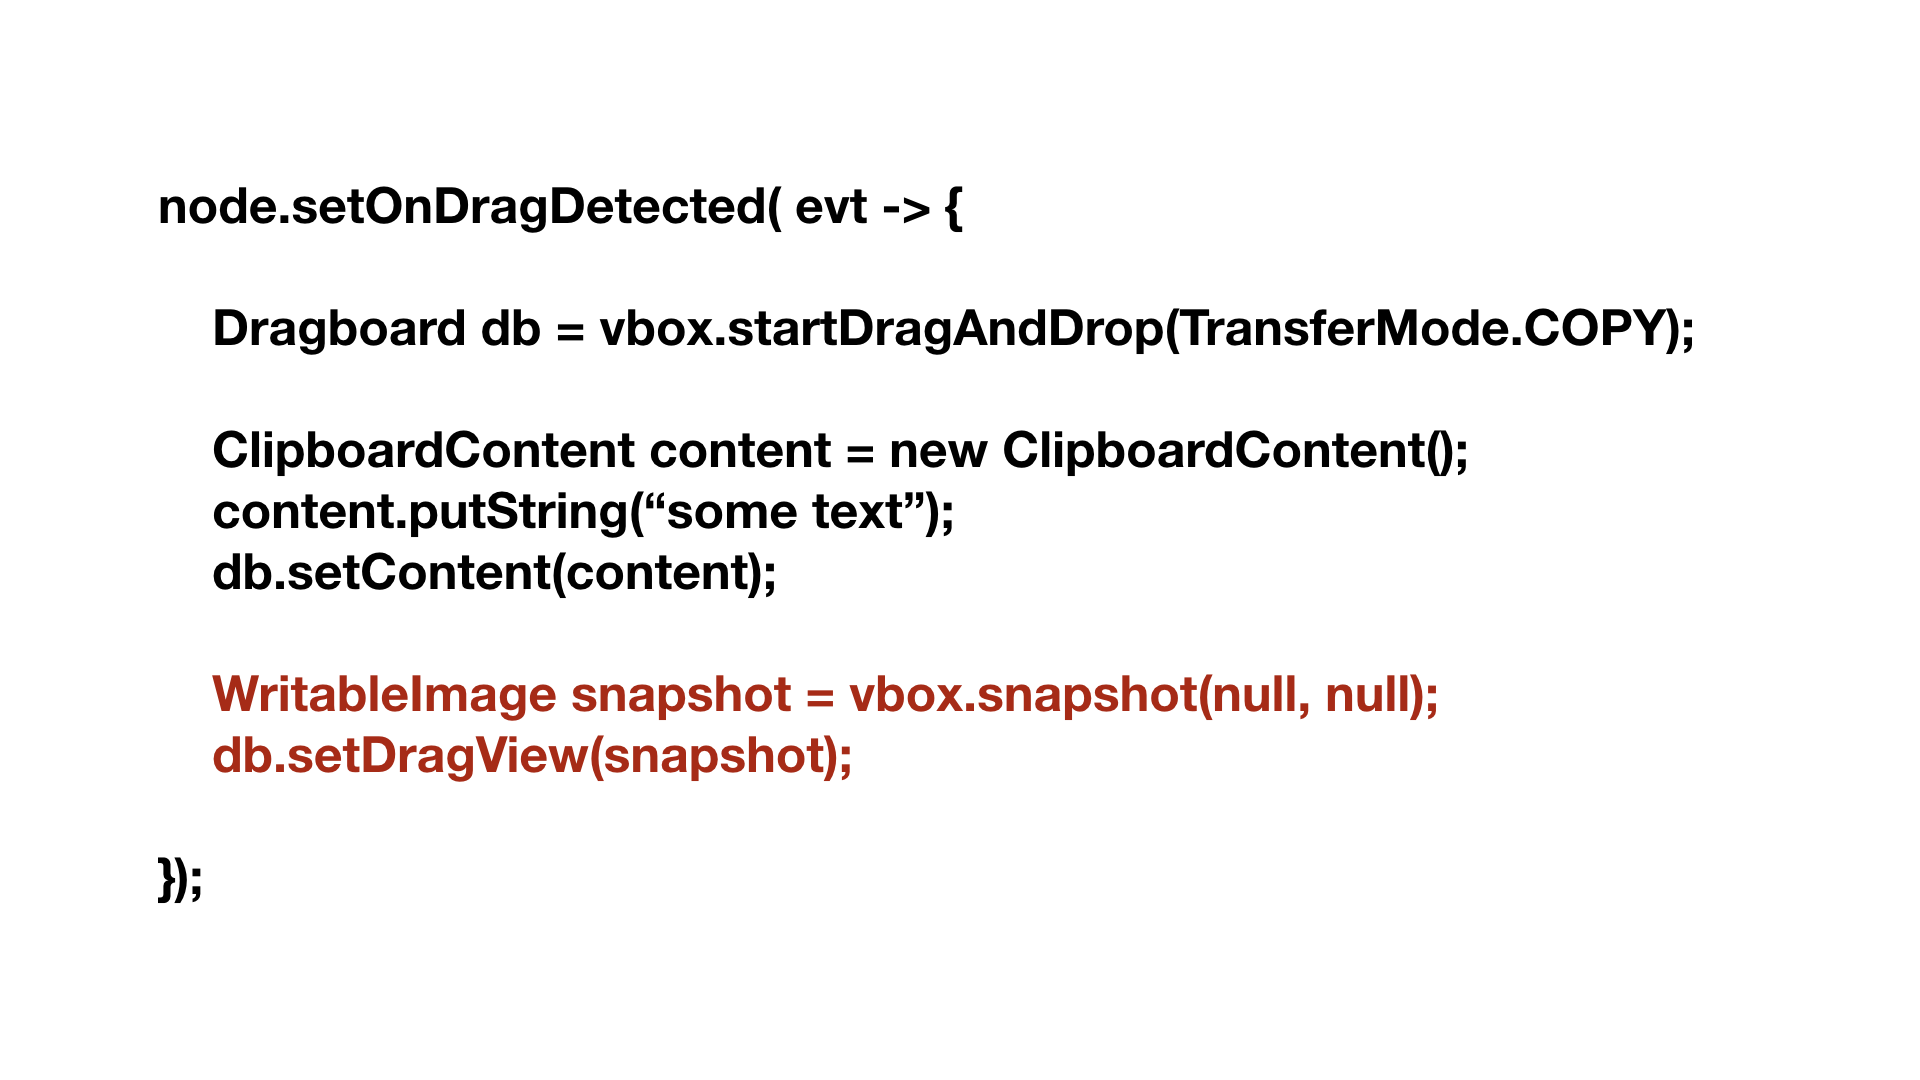 node.setOnDragDetected( evt -> {
Dragboard db = vbox.startDragAndDrop(TransferMode.COPY);
ClipboardContent content = new ClipboardContent();
content.putString(“some text”);
db.setContent(content);
WritableImage snapshot = vbox.snapshot(null, null);
db.setDragView(snapshot);
});